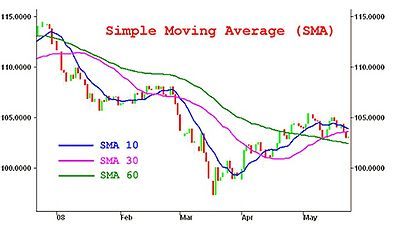 Simple Moving Average (SMA)
115.0000 115.0000
110.0000 110.0000
105.0000 105.0000
100.0000 100.0000
SMA 10
SMA 30
SMA 60
'08 Feb Mar Apr May